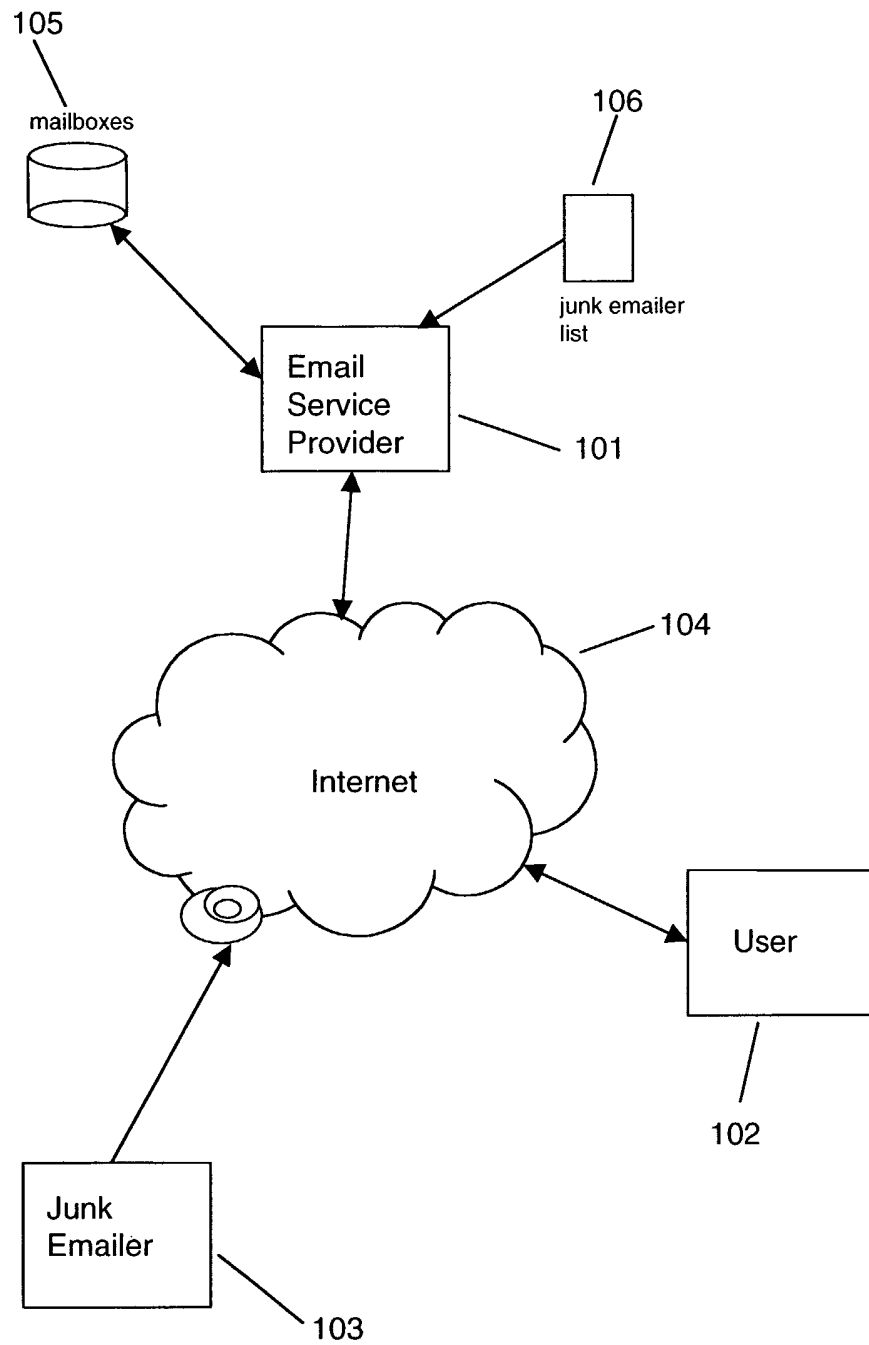 105
mailboxes
106
junk emailer
list
Email
Service
Provider
101
104
Internet
User
102
Junk
Emailer
103